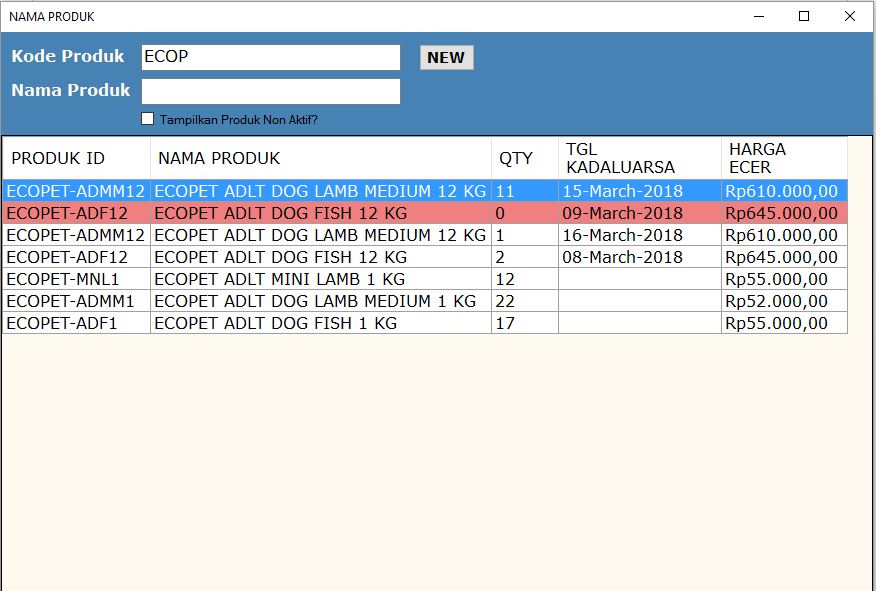 NAMA PRODUK
Kode Produk ECOP NEW
Nama Produk
Tampilkan Produk Non Aktif?
PRODUK ID NAMA PRODUK QTY TGL KADALUARSA HARGA ECER
ECOPET-ADMM12 ECOPET ADLT DOG LAMB MEDIUM 12 KG 11 15-March-2018 Rp610.000,00
ECOPET-ADF12 ECOPET ADLT DOG FISH 12 KG 0 09-March-2018 Rp645.000,00
ECOPET-ADMM12 ECOPET ADLT DOG LAMB MEDIUM 12 KG 1 16-March-2018 Rp610.000,00
ECOPET-ADF12 ECOPET ADLT DOG FISH 12 KG 2 08-March-2018 Rp645.000,00
ECOPET-MNL1 ECOPET ADLT MINI LAMB 1 KG 12 Rp55.000,00
ECOPET-ADMM1 ECOPET ADLT DOG LAMB MEDIUM 1 KG 22 Rp52.000,00
ECOPET-ADF1 ECOPET ADLT DOG FISH 1 KG 17 Rp55.000,00